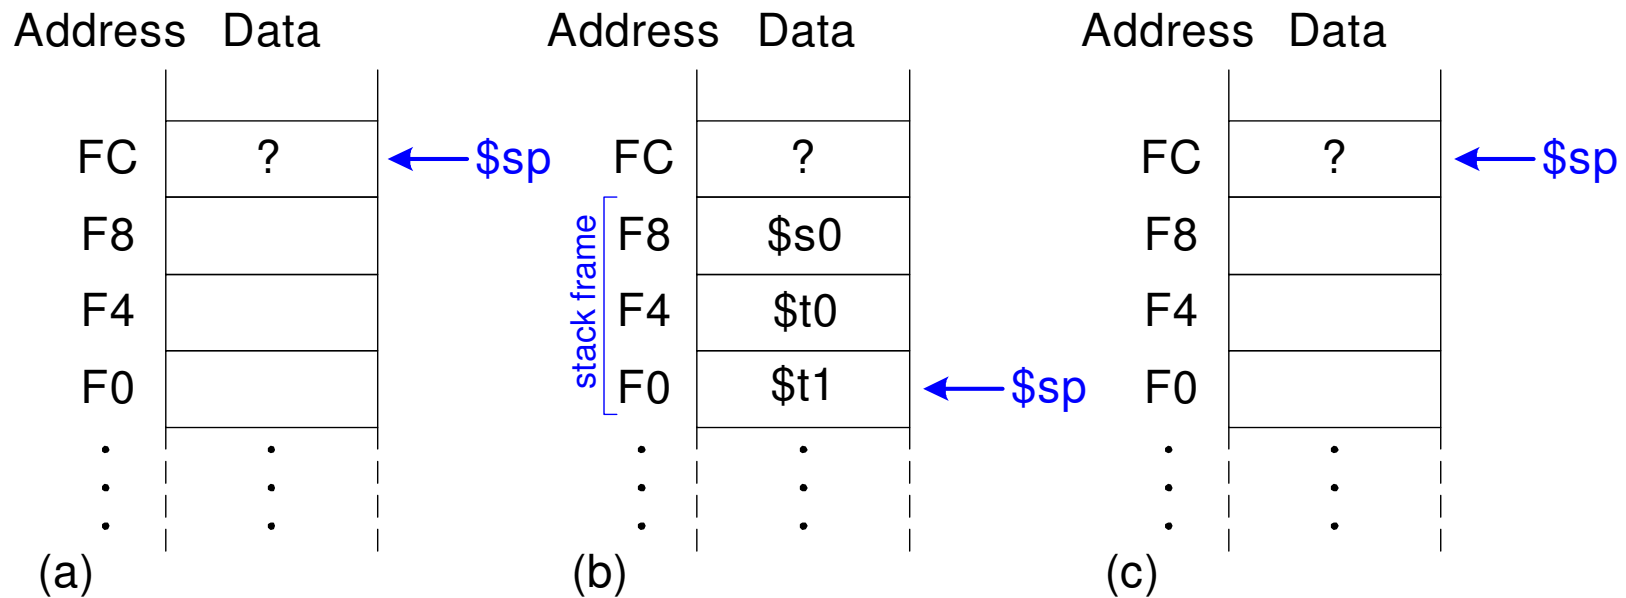 Address Data Address Data Address Data
FC ? $sp FC ? FC ? $sp
F8 F8 $s0 F8
stack frame
F4 F4 $t0 F4
F0 F0 $t1 $sp F0
(a) (b) (c)